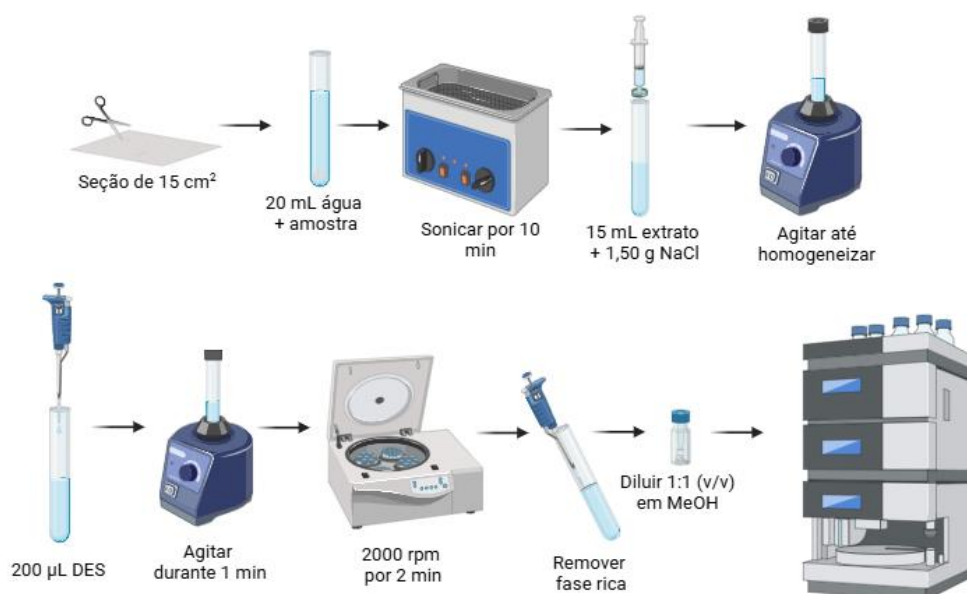 Seção de 15 cm²
20 mL água
+ amostra
Sonicar por 10
min
15 mL extrato
+ 1,50 g NaCl
Agitar até
homogeneizar
200 µL DES
Agitar
durante 1 min
2000 rpm
por 2 min
Remover
fase rica
Diluir 1:1 (v/v)
em MeOH